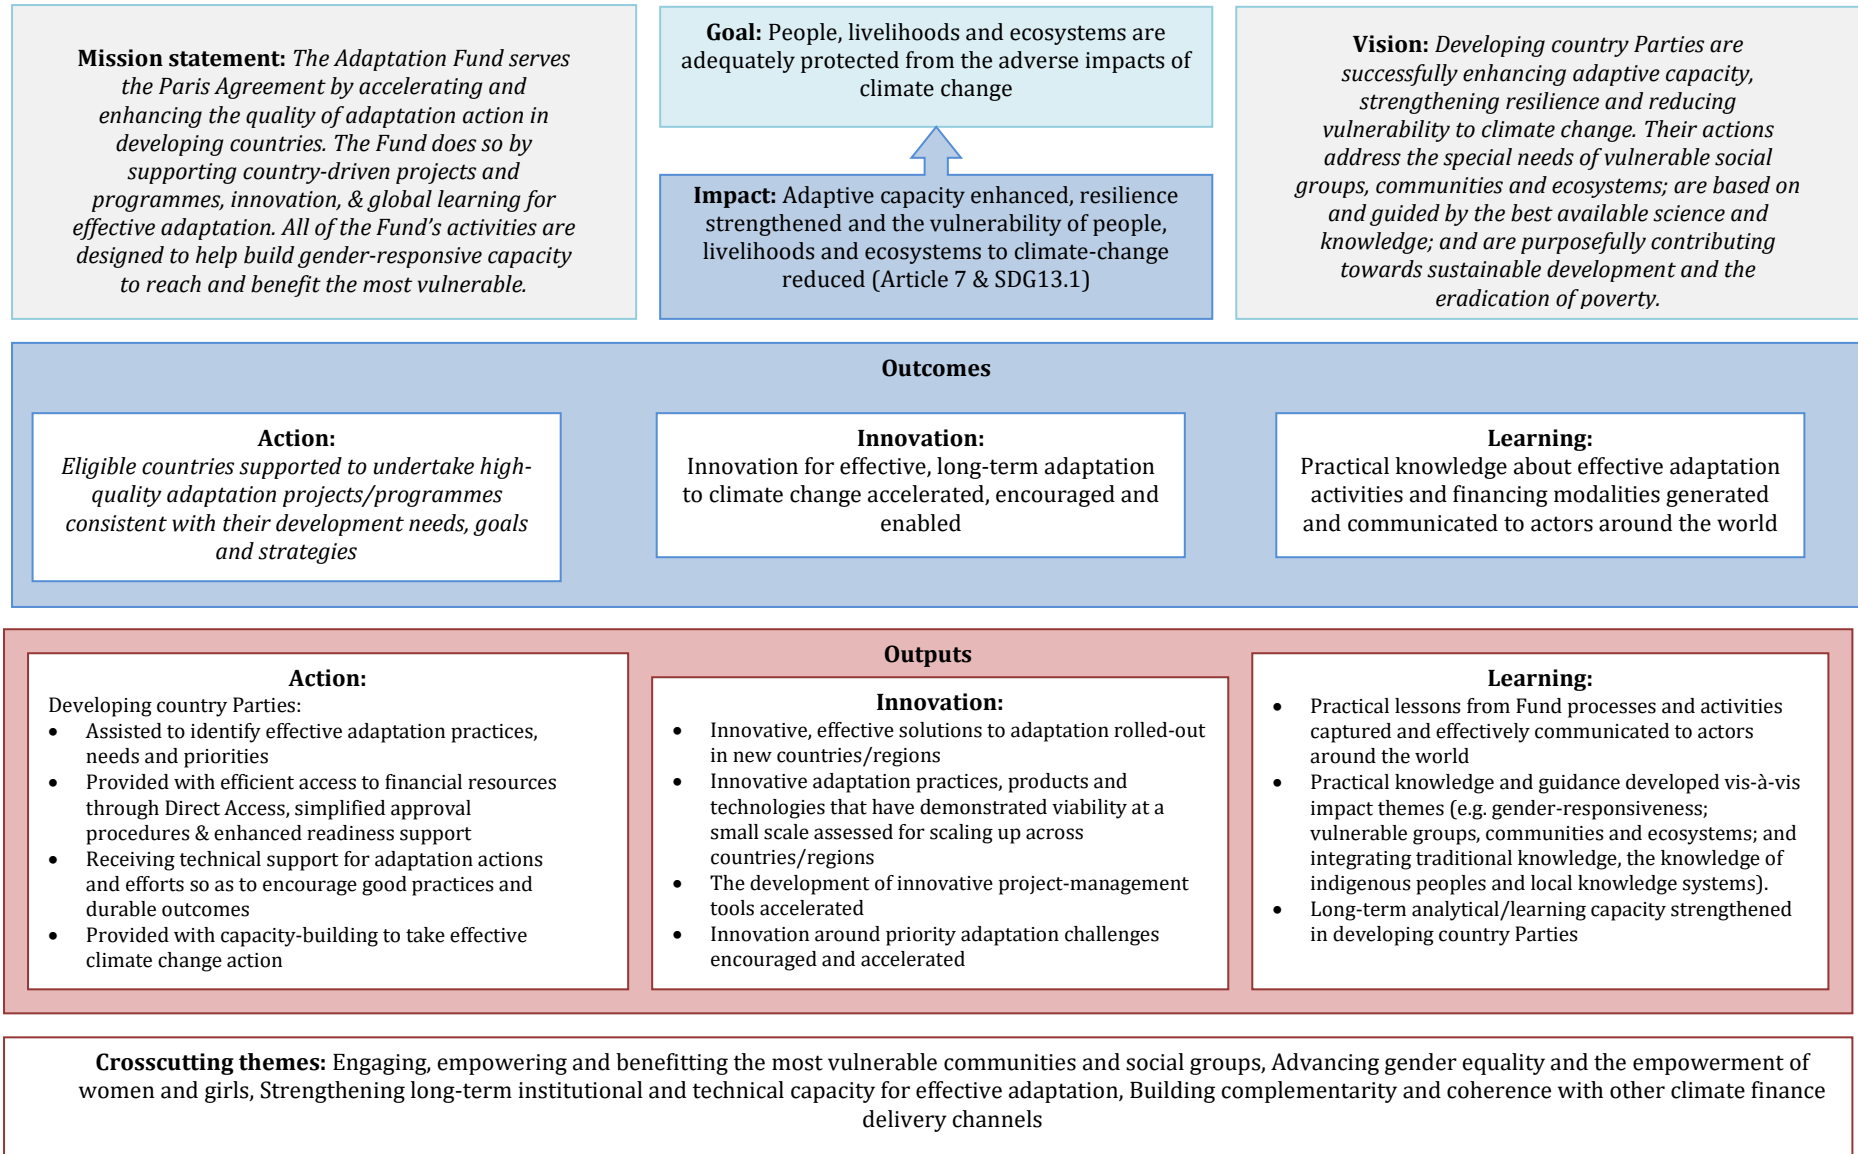 Mission statement: The Adaptation Fund serves
the Paris Agreement by accelerating and
enhancing the quality of adaptation action in
developing countries. The Fund does so by
supporting country-driven projects and
programmes, innovation, & global learning for
effective adaptation. All of the Fund's activities are
designed to help build gender-responsive capacity
to reach and benefit the most vulnerable.
Goal: People, livelihoods and ecosystems are
adequately protected from the adverse impacts of
climate change
Impact: Adaptive capacity enhanced, resilience
strengthened and the vulnerability of people,
livelihoods and ecosystems to climate-change
reduced (Article 7 & SDG13.1)
Vision: Developing country Parties are
successfully enhancing adaptive capacity,
strengthening resilience and reducing
vulnerability to climate change. Their actions
address the special needs of vulnerable social
groups, communities and ecosystems; are based on
and guided by the best available science and
knowledge; and are purposefully contributing
towards sustainable development and the
eradication of poverty.
Outcomes
Action:
Eligible countries supported to undertake high-
quality adaptation projects/programmes
consistent with their development needs, goals
and strategies
Innovation:
Innovation for effective, long-term adaptation
to climate change accelerated, encouraged and
enabled
Learning:
Practical knowledge about effective adaptation
activities and financing modalities generated
and communicated to actors around the world
Outputs
Action:
Developing country Parties:
• Assisted to identify effective adaptation practices,
needs and priorities
• Provided with efficient access to financial resources
through Direct Access, simplified approval
procedures & enhanced readiness support
• Receiving technical support for adaptation actions
and efforts so as to encourage good practices and
durable outcomes
• Provided with capacity-building to take effective
climate change action
Innovation:
• Innovative, effective solutions to adaptation rolled-out
in new countries/regions
• Innovative adaptation practices, products and
technologies that have demonstrated viability at a
small scale assessed for scaling up across
countries/regions
• The development of innovative project-management
tools accelerated
• Innovation around priority adaptation challenges
encouraged and accelerated
Learning:
• Practical lessons from Fund processes and activities
captured and effectively communicated to actors
around the world
• Practical knowledge and guidance developed vis-à-vis
impact themes (e.g. gender-responsiveness;
vulnerable groups, communities and ecosystems; and
integrating traditional knowledge, the knowledge of
indigenous peoples and local knowledge systems).
• Long-term analytical/learning capacity strengthened
in developing country Parties
Crosscutting themes: Engaging, empowering and benefitting the most vulnerable communities and social groups, Advancing gender equality and the empowerment of
women and girls, Strengthening long-term institutional and technical capacity for effective adaptation, Building complementarity and coherence with other climate finance
delivery channels